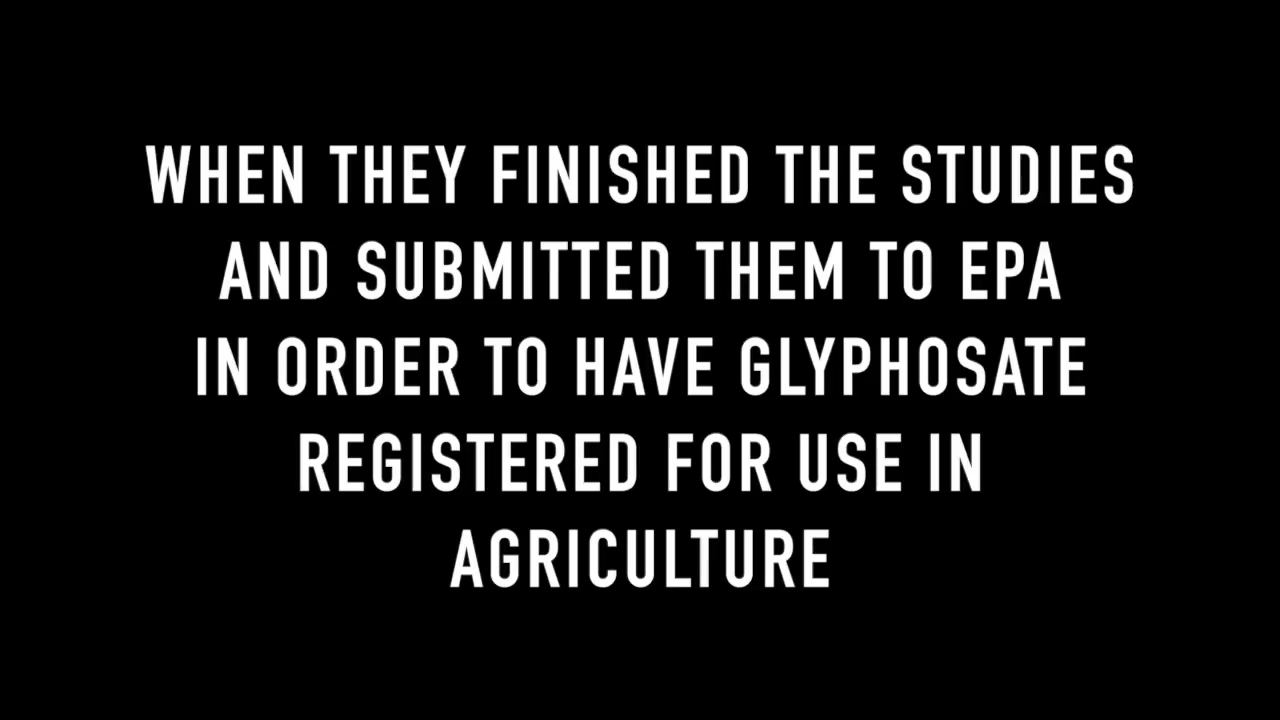 WHEN THEY FINISHED THE STUDIES
AND SUBMITTED THEM TO EPA
IN ORDER TO HAVE GLYPHOSATE
REGISTERED FOR USE IN
AGRICULTURE